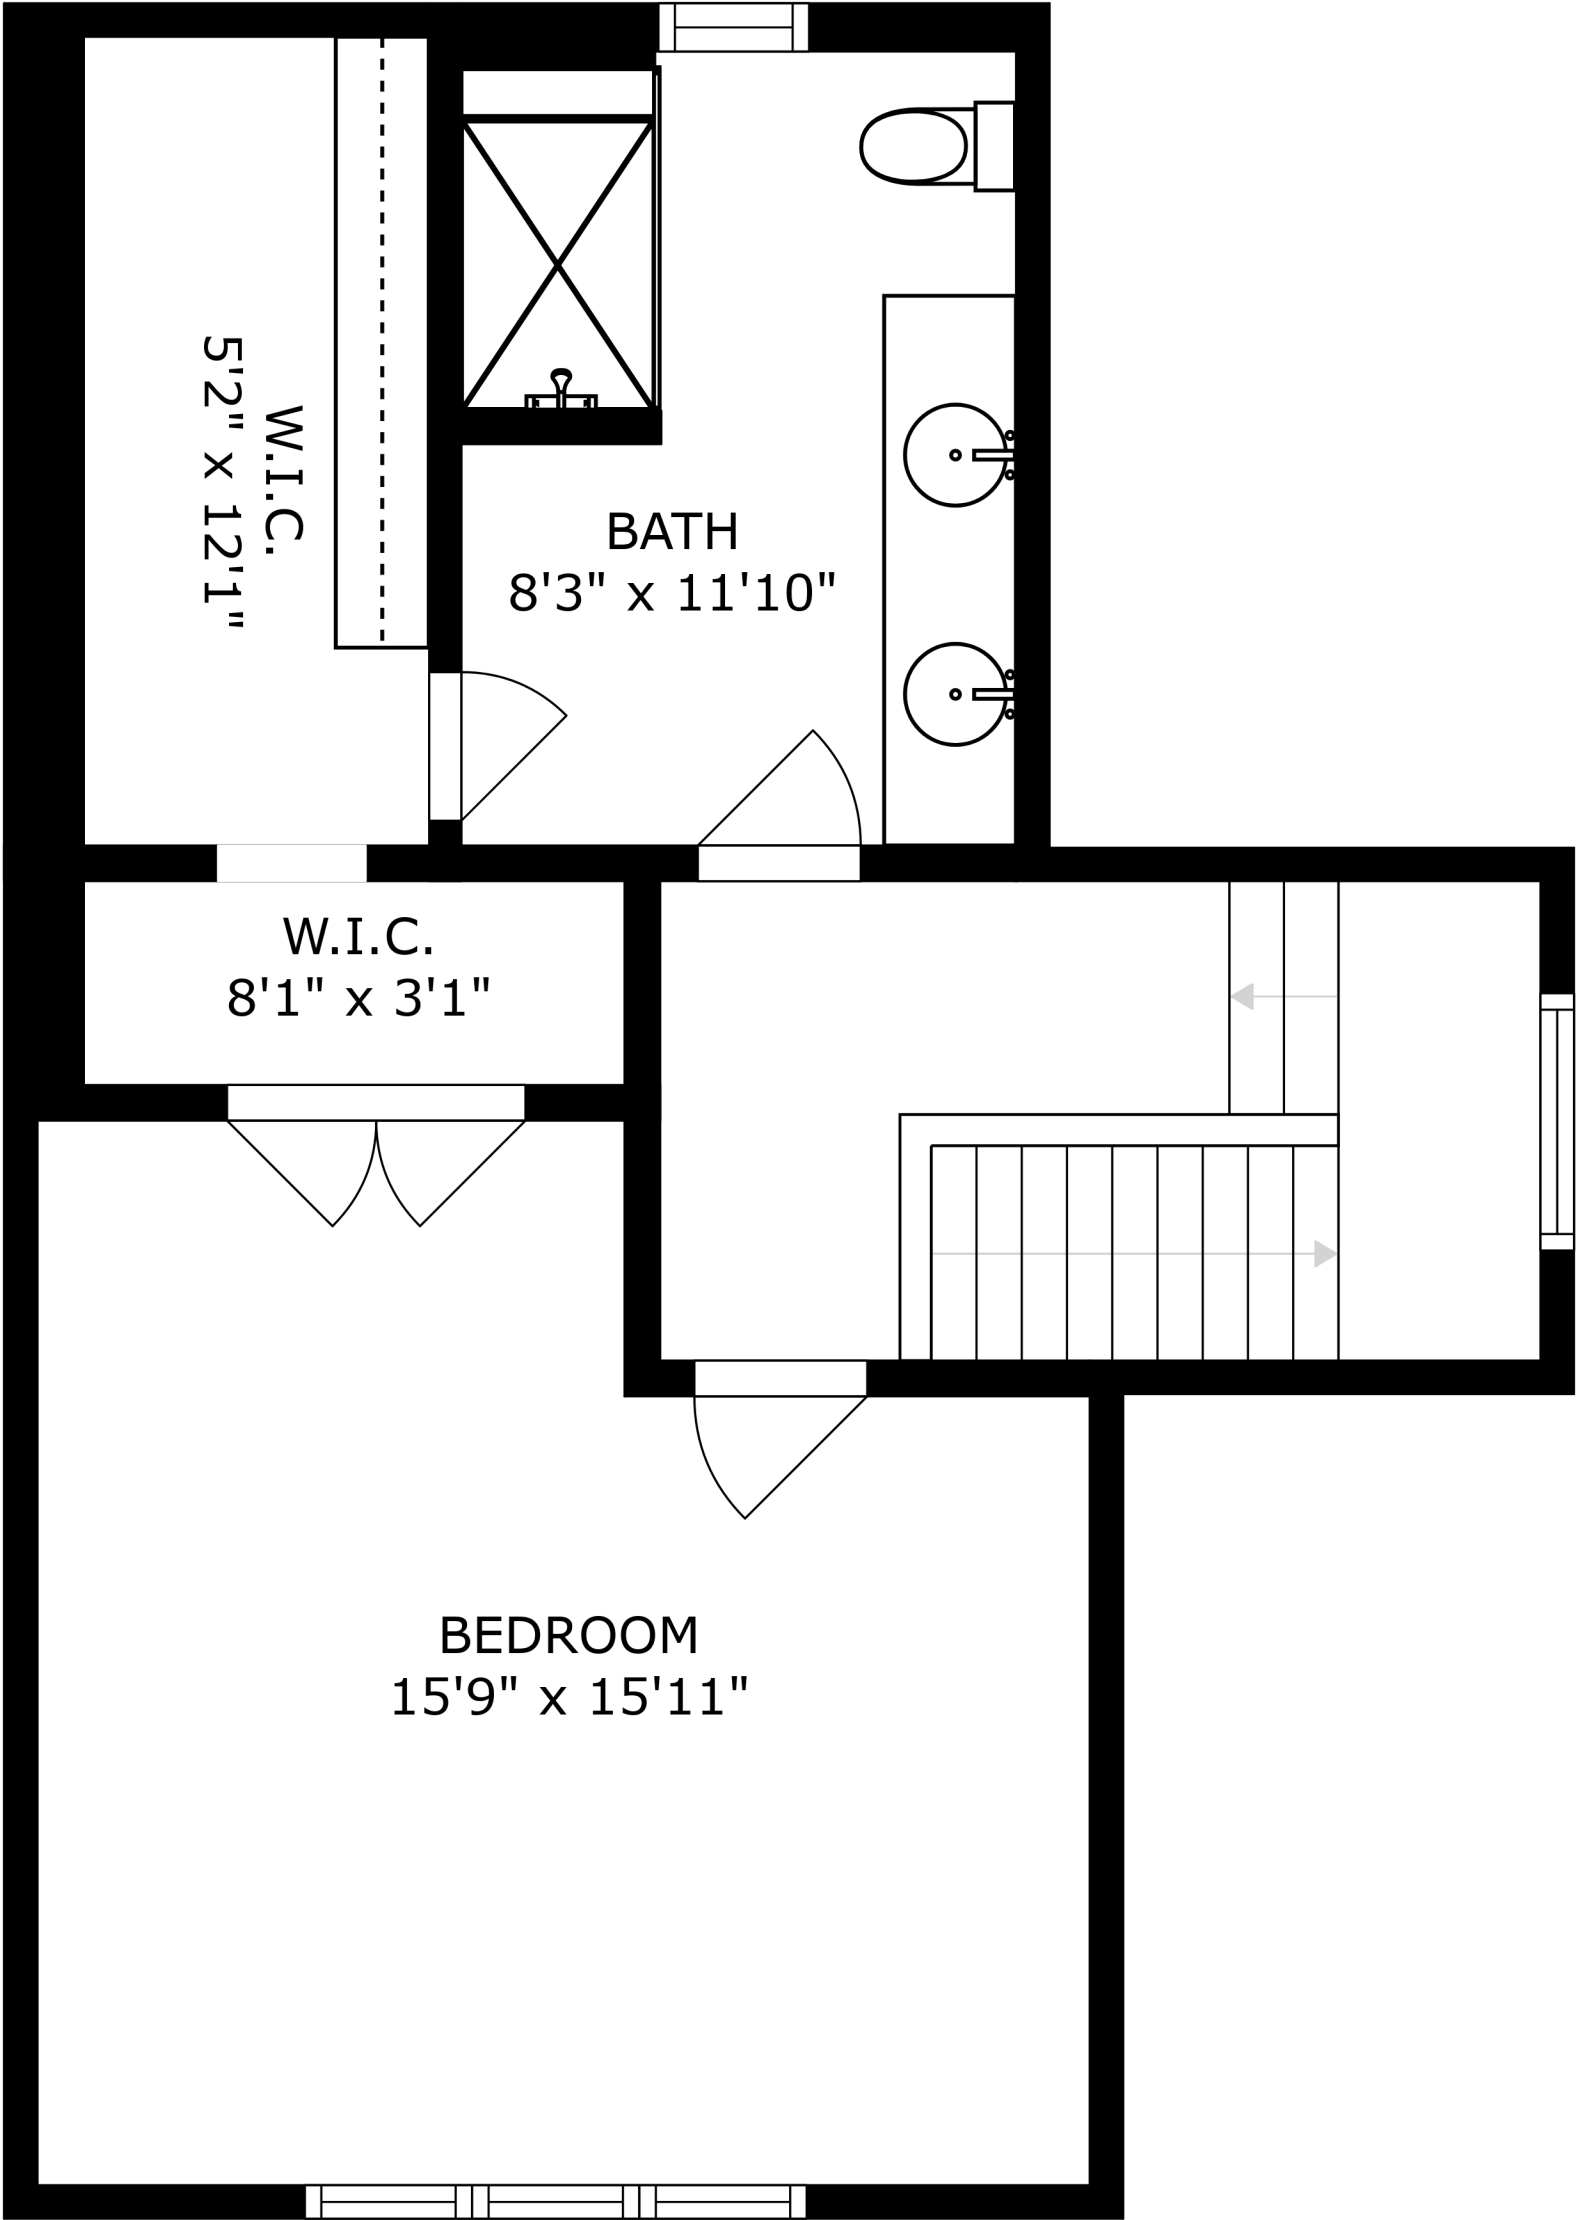 W.I.C.
5'2" x 12'1"
BATH
8'3" x 11'10"
W.I.C.
8'1" x 3'1"
BEDROOM
15'9" x 15'11"